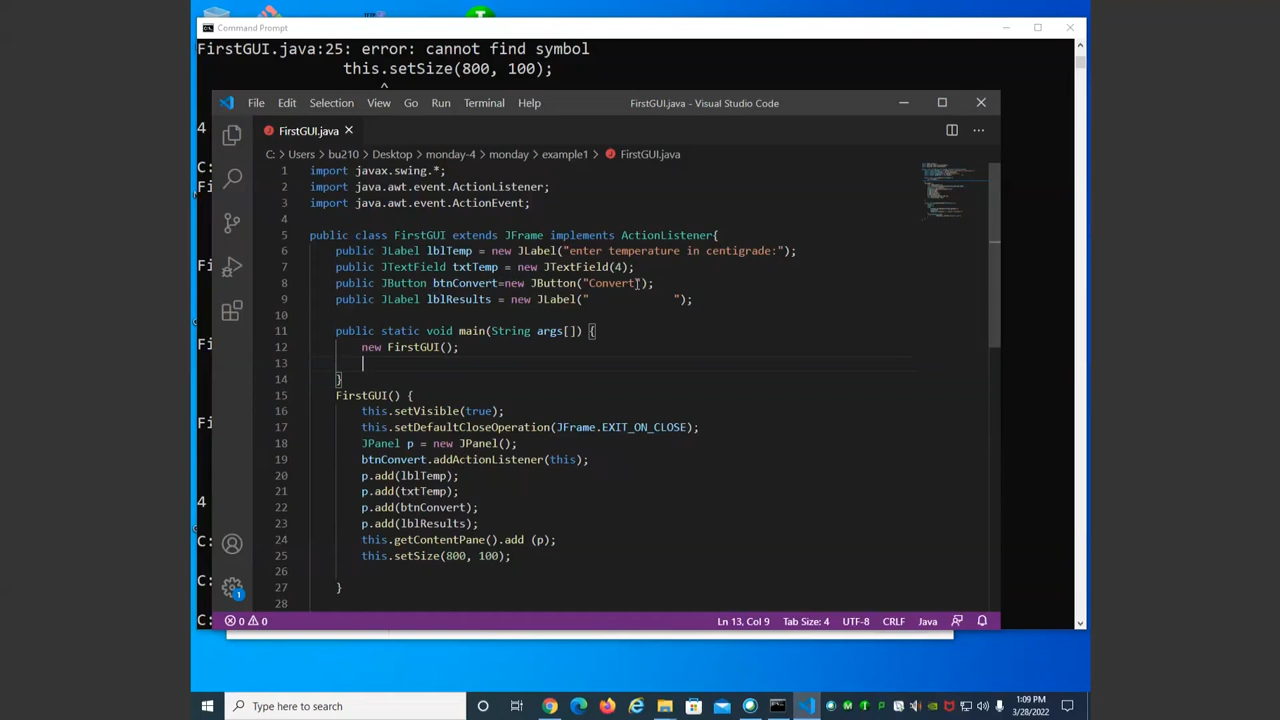 Command Prompt
FirstGUI.java:25: error: cannot find symbol
this.setSize(800, 100);
^
File Edit Selection View Go Run Terminal Help FirstGUI.java - Visual Studio Code
4
FirstGUI.java
C: > Users > bu210 > Desktop > monday-4 > monday > example1 > FirstGUI.java
1 import javax.swing.*;
2 import java.awt.event.ActionListener;
3 import java.awt.event.ActionEvent;
4
5 public class FirstGUI extends JFrame implements ActionListener{
6 public JLabel lblTemp = new JLabel("enter temperature in centigrade:");
7 public JTextField txtTemp = new JTextField(4);
8 public JButton btnConvert=new JButton("Convert");
9 public JLabel lblResults = new JLabel(" ");
10
11 public static void main(String args[]) {
12 new FirstGUI();
13
14 }
15 FirstGUI() {
16 this.setVisible(true);
17 this.setDefaultCloseOperation(JFrame.EXIT_ON_CLOSE);
18 JPanel p = new JPanel();
19 btnConvert.addActionListener(this);
20 p.add(lblTemp);
21 p.add(txtTemp);
22 p.add(btnConvert);
23 p.add(lblResults);
24 this.getContentPane().add (p);
25 this.setSize(800, 100);
26
27 }
28
4
C:
C:
C:
1
0 0 Ln 13, Col 9 Tab Size: 4 UTF-8 CRLF Java
Type here to search
1:09 PM
3/28/2022